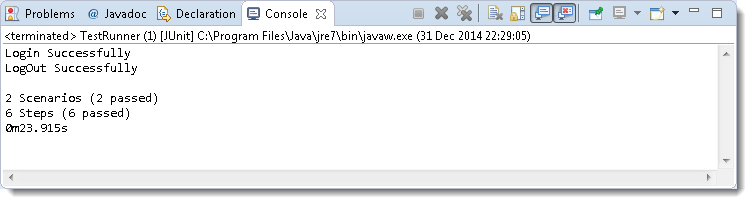 Problems @ Javadoc Declaration Console
<terminated> TestRunner (1) [JUnit] C:\Program Files\Java\jre7\bin\javaw.exe (31 Dec 2014 22:29:05)
Login Successfully
LogOut Successfully
2 Scenarios (2 passed)
6 Steps (6 passed)
0m23.915s